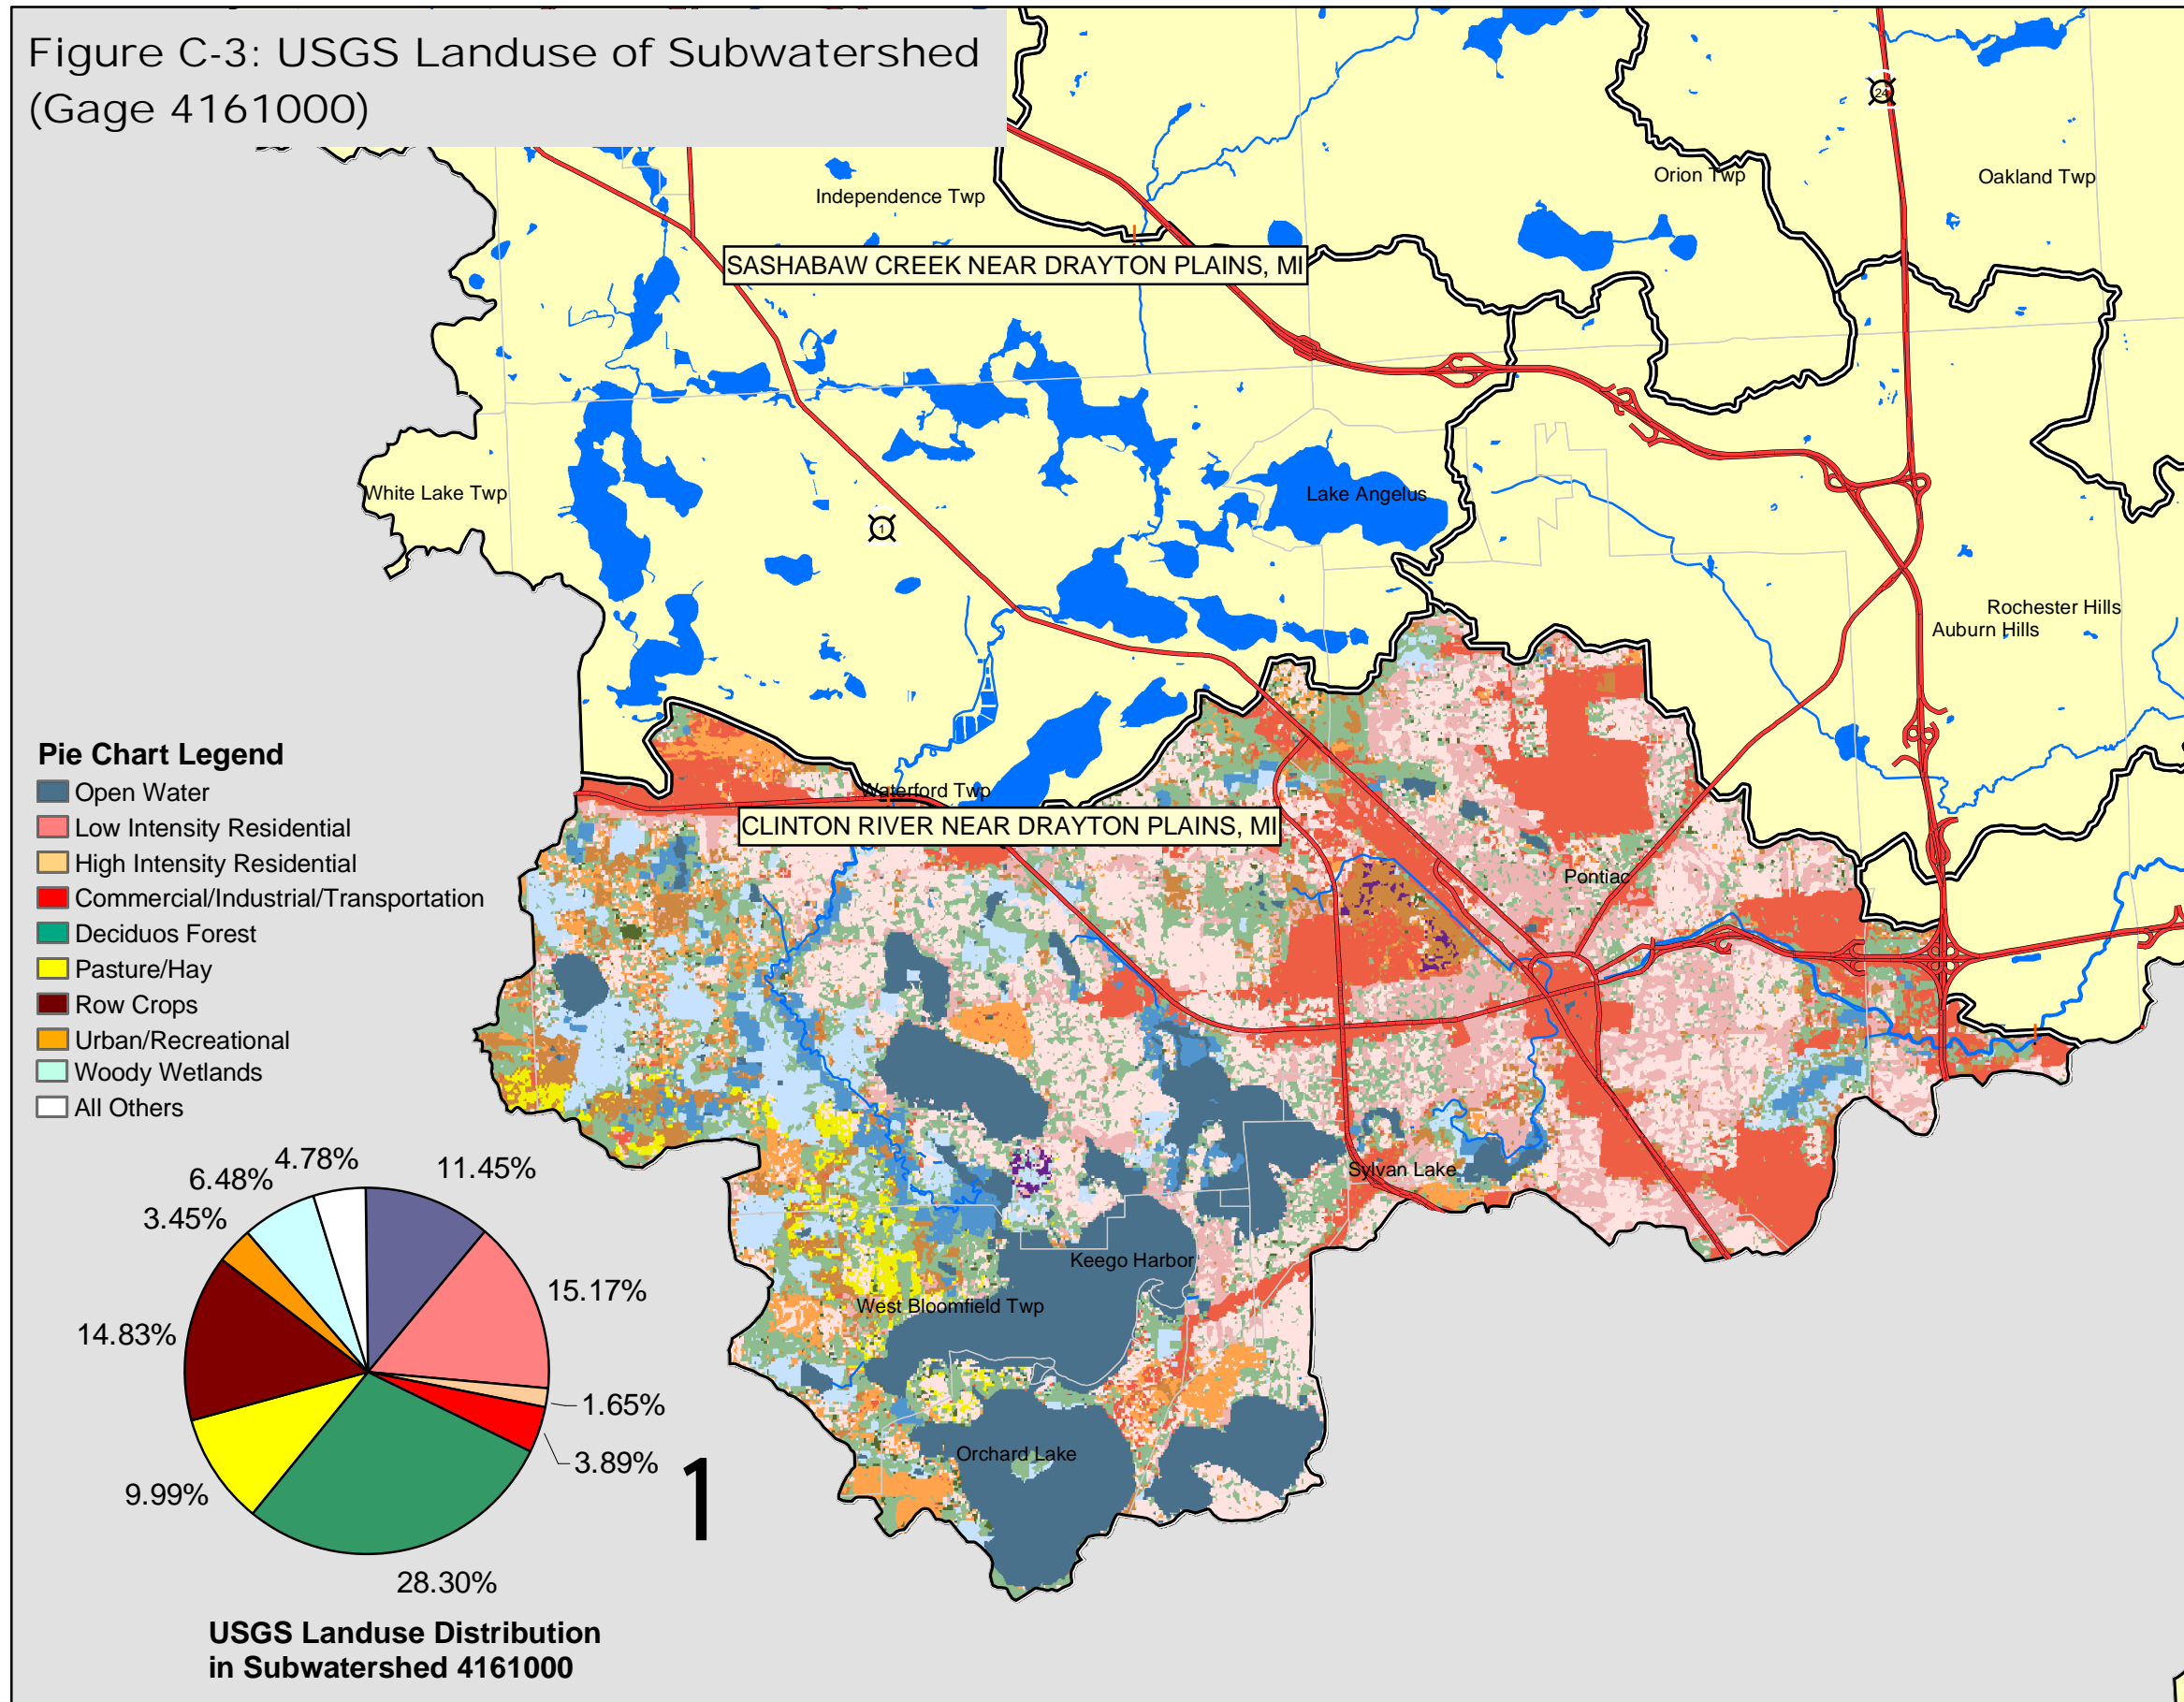 Figure C-3: USGS Landuse of Subwatershed
(Gage 4161000)
24
Orion Twp
Oakland Twp
Independence Twp
SASHABAW CREEK NEAR DRAYTON PLAINS, MI
White Lake Twp
Lake Angelus
1
Rochester Hills
Auburn Hills
Waterford Twp
CLINTON RIVER NEAR DRAYTON PLAINS, MI
Pontiac
Sylvan Lake
Keego Harbor
West Bloomfield Twp
Orchard Lake
Pie Chart Legend
Open Water
Low Intensity Residential
High Intensity Residential
Commercial/Industrial/Transportation
Deciduos Forest
Pasture/Hay
Row Crops
Urban/Recreational
Woody Wetlands
All Others
4.78%
11.45%
6.48%
3.45%
15.17%
14.83%
1.65%
3.89%
9.99%
28.30%
1
USGS Landuse Distribution
in Subwatershed 4161000